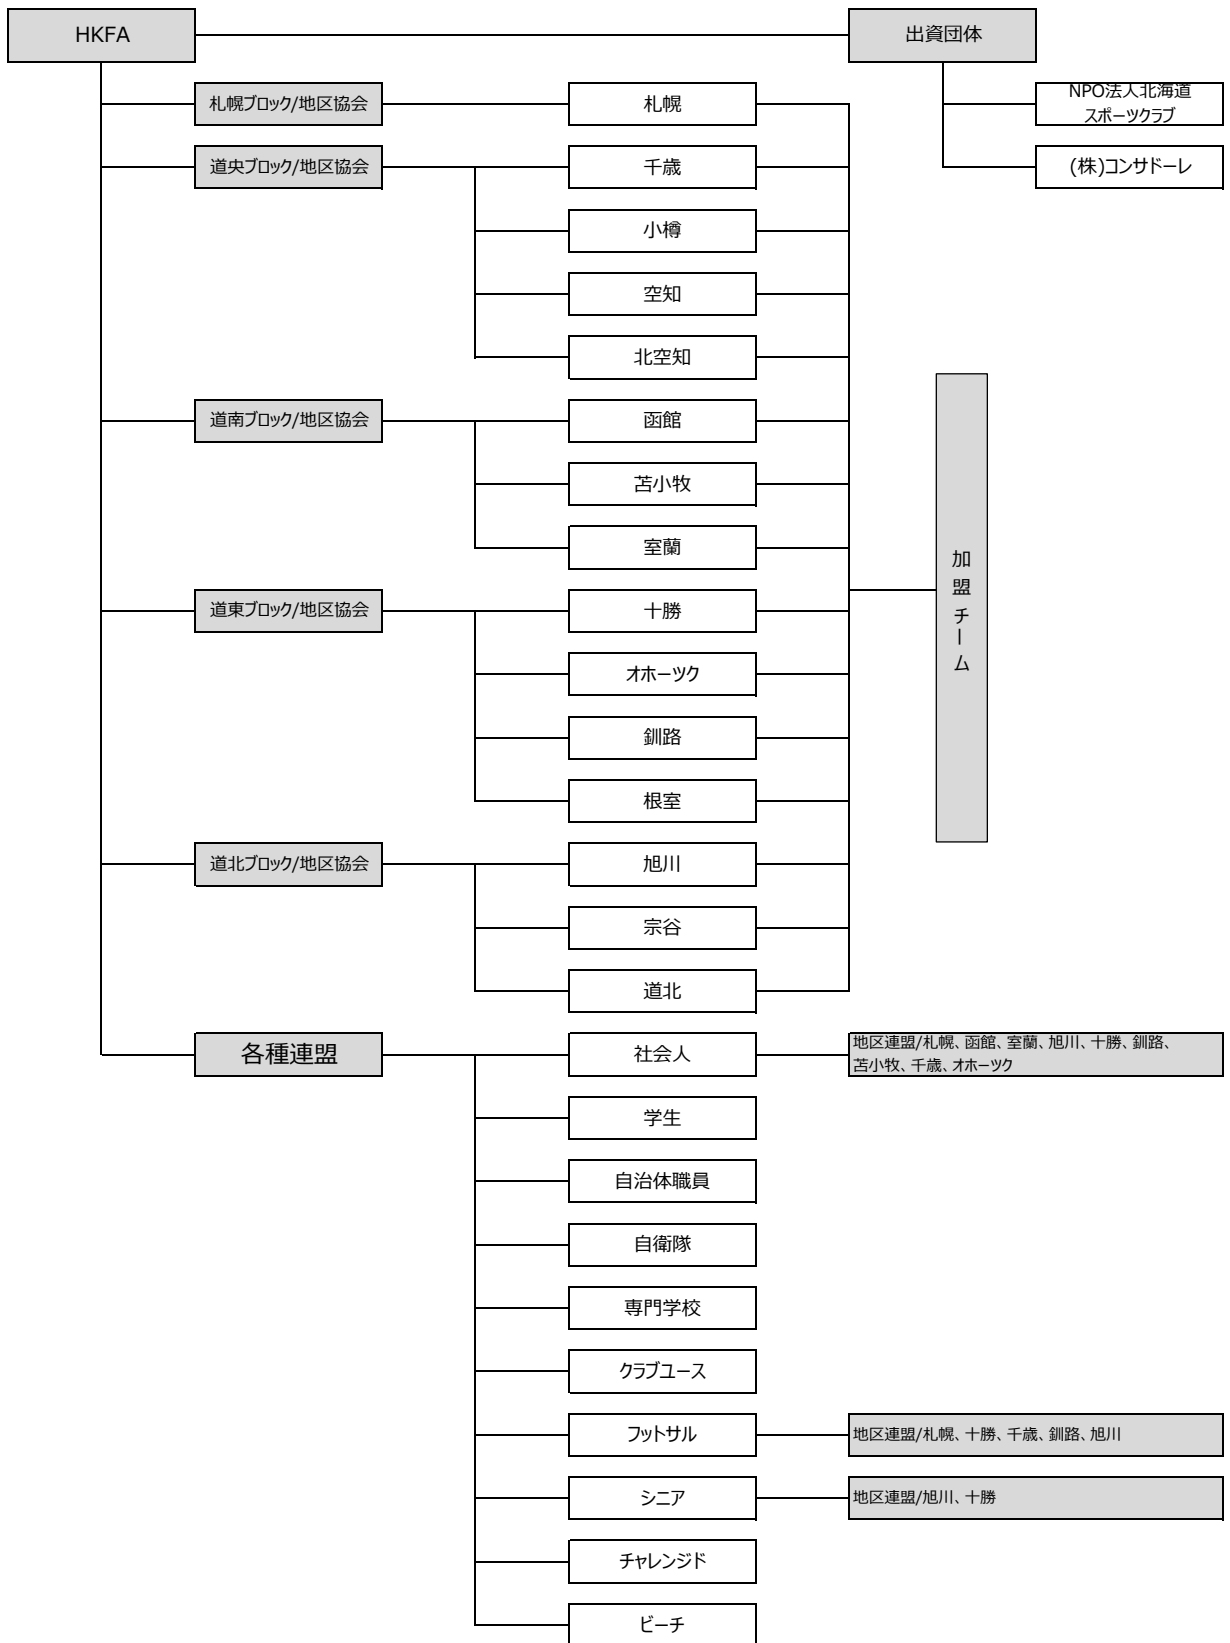 HKFA
出資団体
札幌ブロック/地区協会
札幌
NPO法人北海道
スポーツクラブ
道央ブロック/地区協会
千歳
(株)コンサドーレ
小樽
空知
北空知
道南ブロック/地区協会
函館
苫小牧
室蘭
加盟チーム
道東ブロック/地区協会
十勝
オホーツク
釧路
根室
道北ブロック/地区協会
旭川
宗谷
道北
各種連盟
社会人
地区連盟/札幌、函館、室蘭、旭川、十勝、釧路、
苫小牧、千歳、オホーツク
学生
自治体職員
自衛隊
専門学校
クラブユース
フットサル
地区連盟/札幌、十勝、千歳、釧路、旭川
シニア
地区連盟/旭川、十勝
チャレンジド
ビーチ